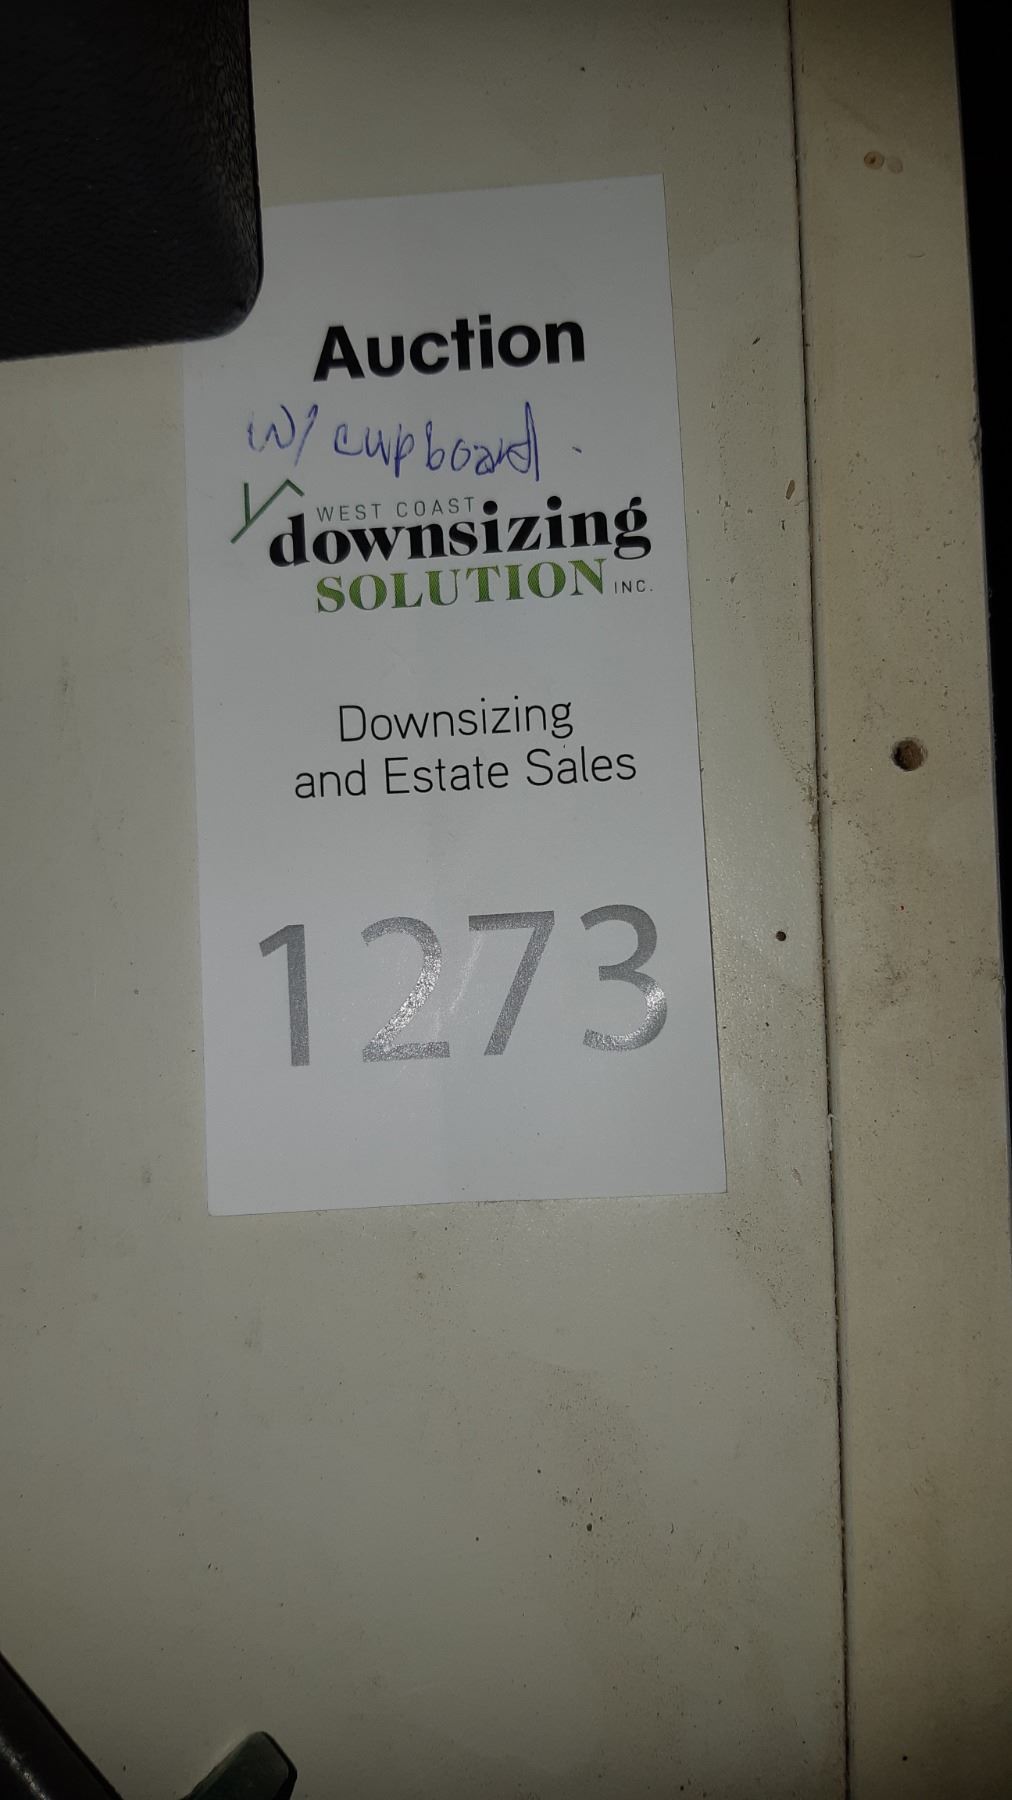 Auction
w/ cupboard.
WEST COAST
downsizing
SOLUTION INC.
Downsizing
and Estate Sales
1273